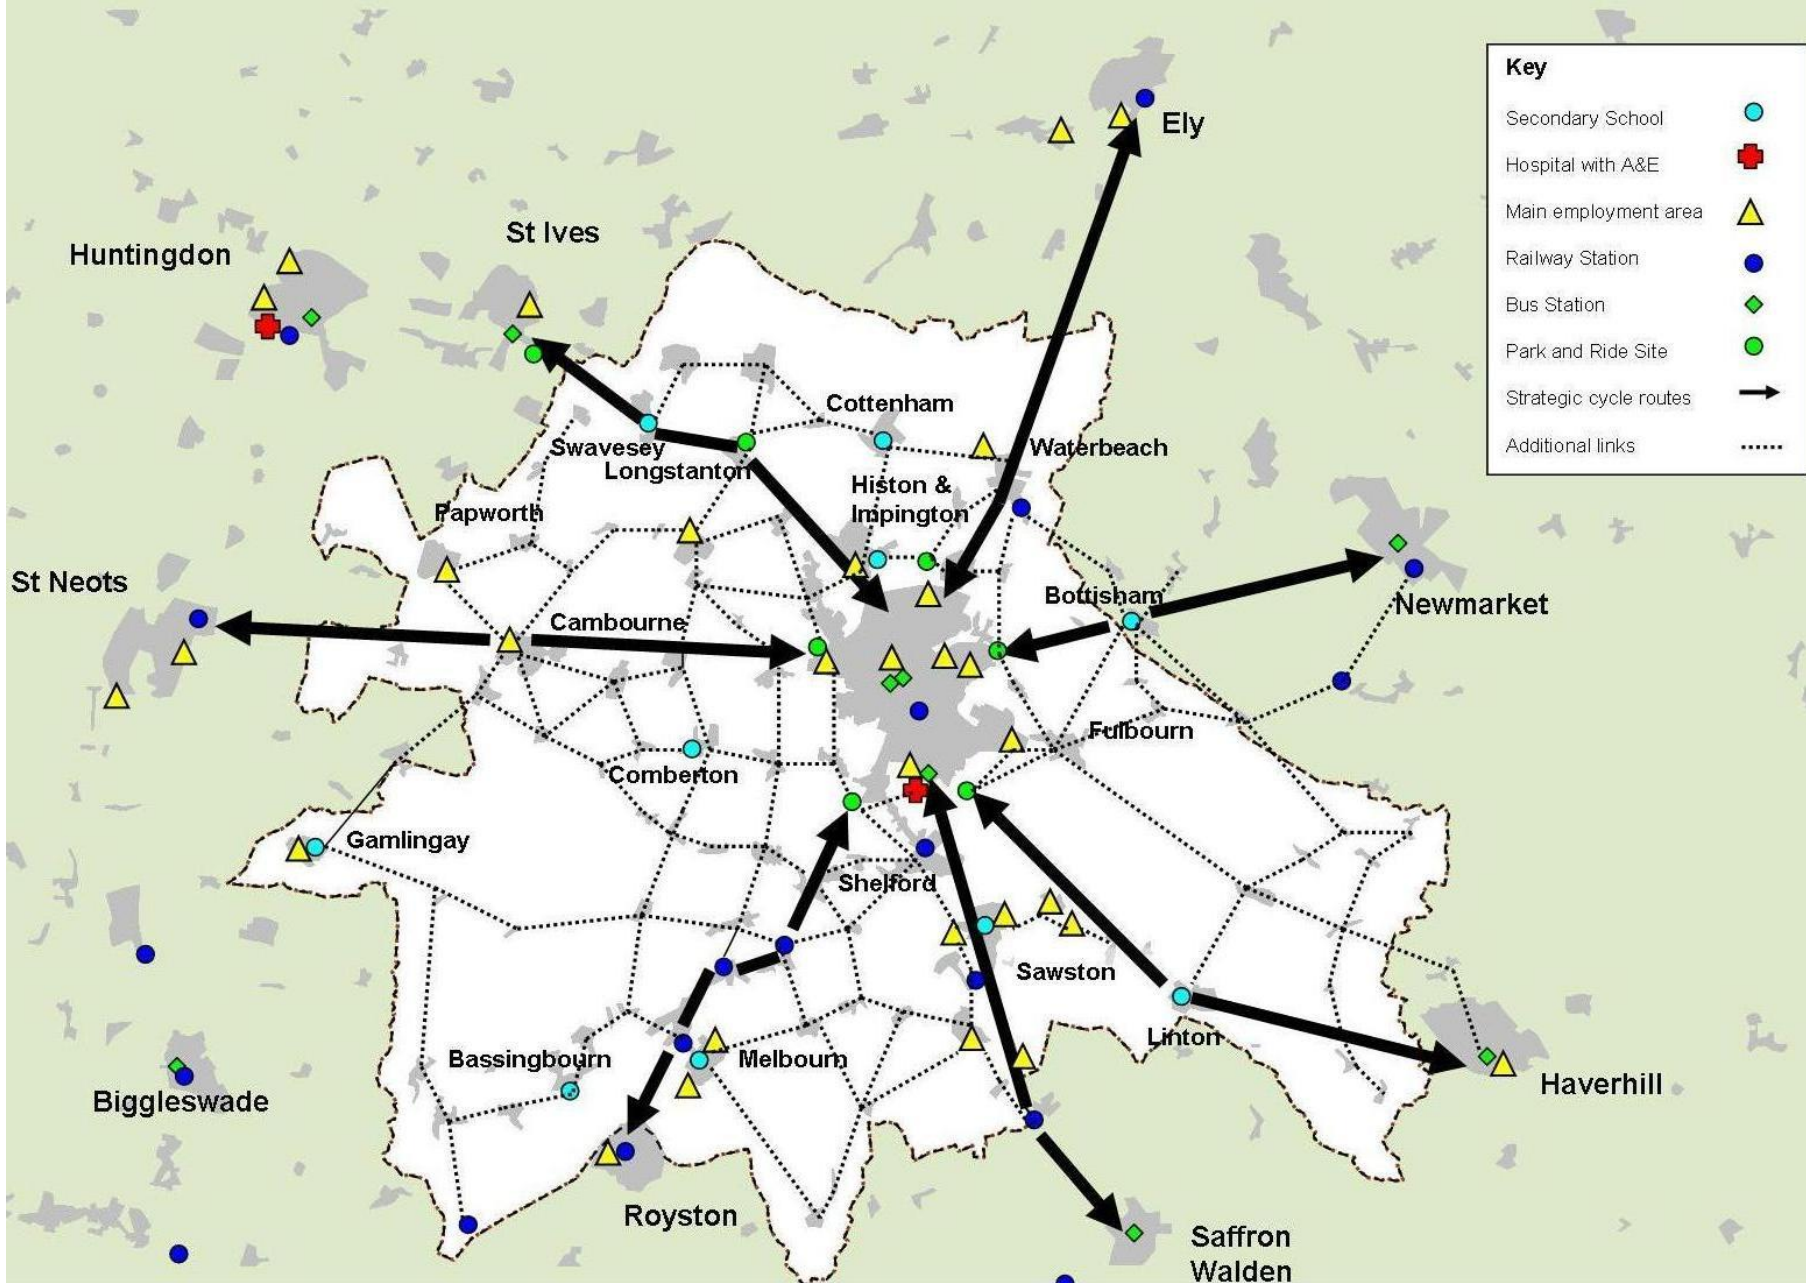 Key
Secondary School
Hospital with A&E
Main employment area
Railway Station
Bus Station
Park and Ride Site
Strategic cycle routes
Additional links
Ely
St Ives
Huntingdon
Cottenham
Swavesey
Waterbeach
Longstanton
Histon &
Impington
Papworth
St Neots
Bottisham
Newmarket
Cambourne
Fulbourn
Comberton
Gamlingay
Shelford
Sawston
Linton
Bassingbourn
Melbourn
Haverhill
Biggleswade
Royston
Saffron
Walden